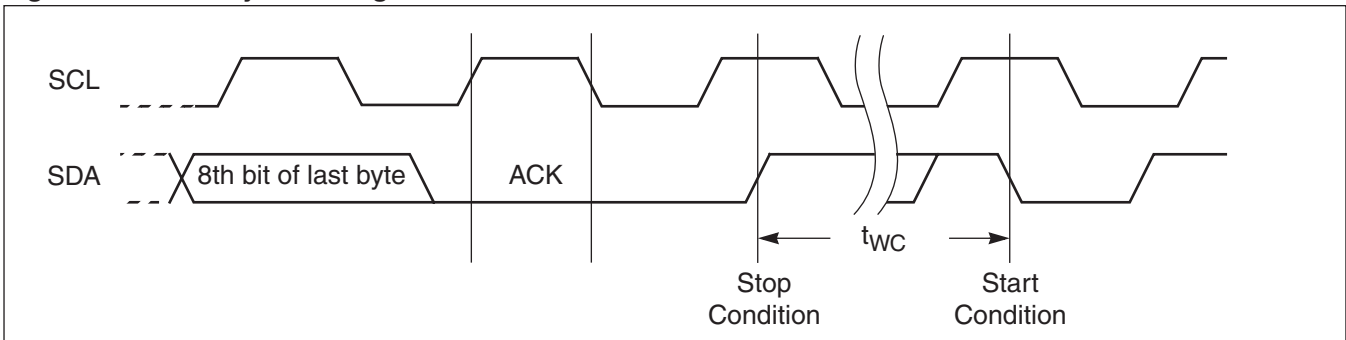 SCL
SDA
8th bit of last byte
ACK
tWC
Stop
Condition
Start
Condition